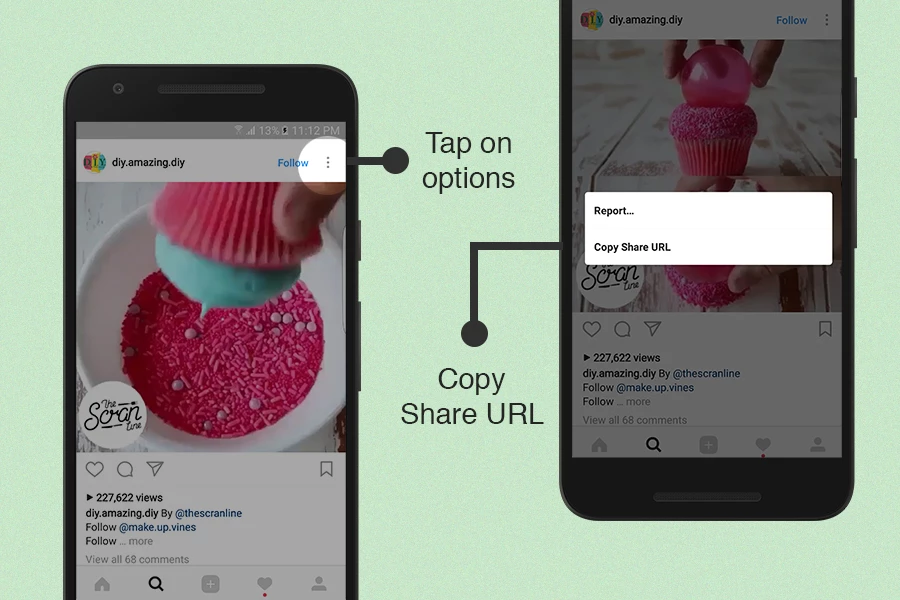 13% 11:12 PM
DIY diy.amazing.diy Follow
the
Scran
line
227,622 views
diy.amazing.diy By @thescranline
Follow @make.up.vines
Follow ... more
View all 68 comments
Tap on
options
Copy
Share URL
DIY diy.amazing.diy Follow
Report...
Copy Share URL
the
Scran
line
227,622 views
diy.amazing.diy By @thescranline
Follow @make.up.vines
Follow ... more
View all 68 comments